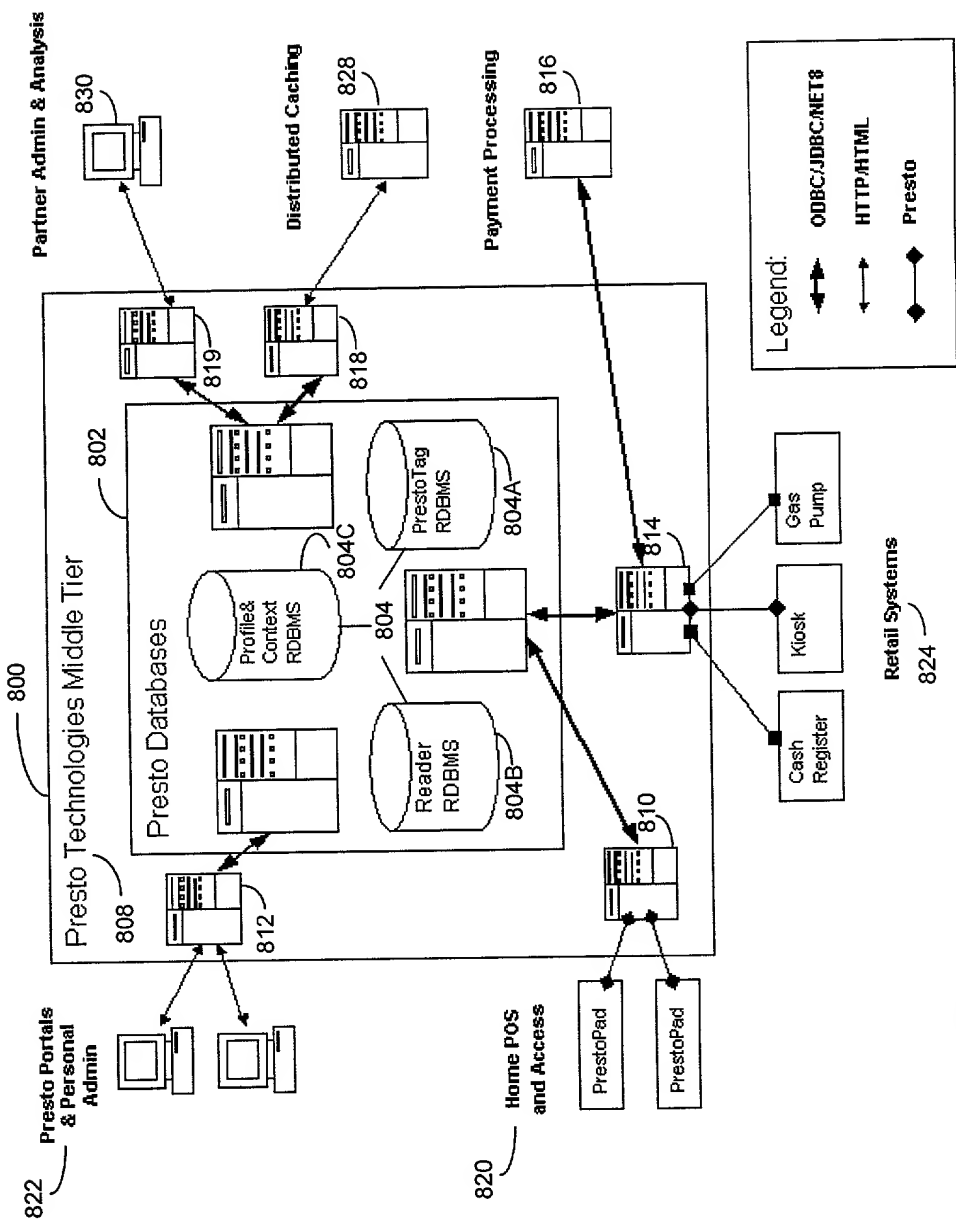 800
Presto Technologies Middle Tier
808
802
Presto Databases
Presto Portals
& Personal
Admin
822
812
Profile&
Context
RDBMS
804C
804
Reader
RDBMS
804B
PrestoTag
RDBMS
804A
819
818
Partner Admin & Analysis
830
Distributed Caching
828
Payment Processing
816
Home POS
and Access
820
PrestoPad
PrestoPad
810
814
Cash
Register
Kiosk
Gas
Pump
Retail Systems
824
Legend:
ODBC/JDBC/NET8
HTTP/HTML
Presto